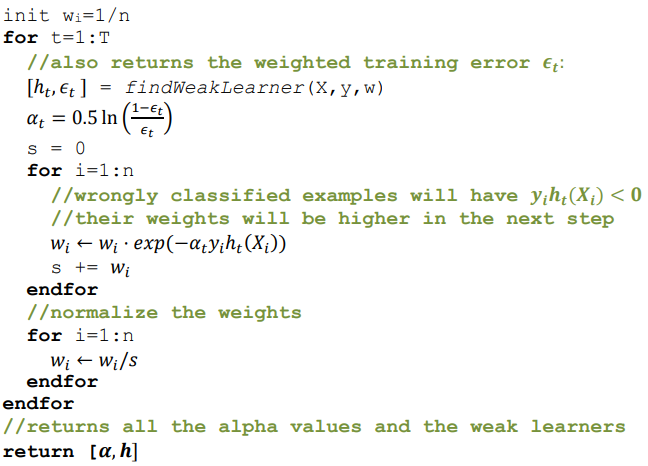 init wᵢ=1/n
for t=1:T
//also returns the weighted training error ϵₜ:
[hₜ, ϵₜ ] = findWeakLearner(X,y,w)
αₜ = 0.5 ln ((1−ϵₜ)/ϵₜ)
s = 0
for i=1:n
//wrongly classified examples will have yᵢhₜ(Xᵢ) < 0
//their weights will be higher in the next step
wᵢ ← wᵢ · exp(−αₜyᵢhₜ(Xᵢ))
s += wᵢ
endfor
//normalize the weights
for i=1:n
wᵢ ← wᵢ/s
endfor
endfor
//returns all the alpha values and the weak learners
return [α, h]